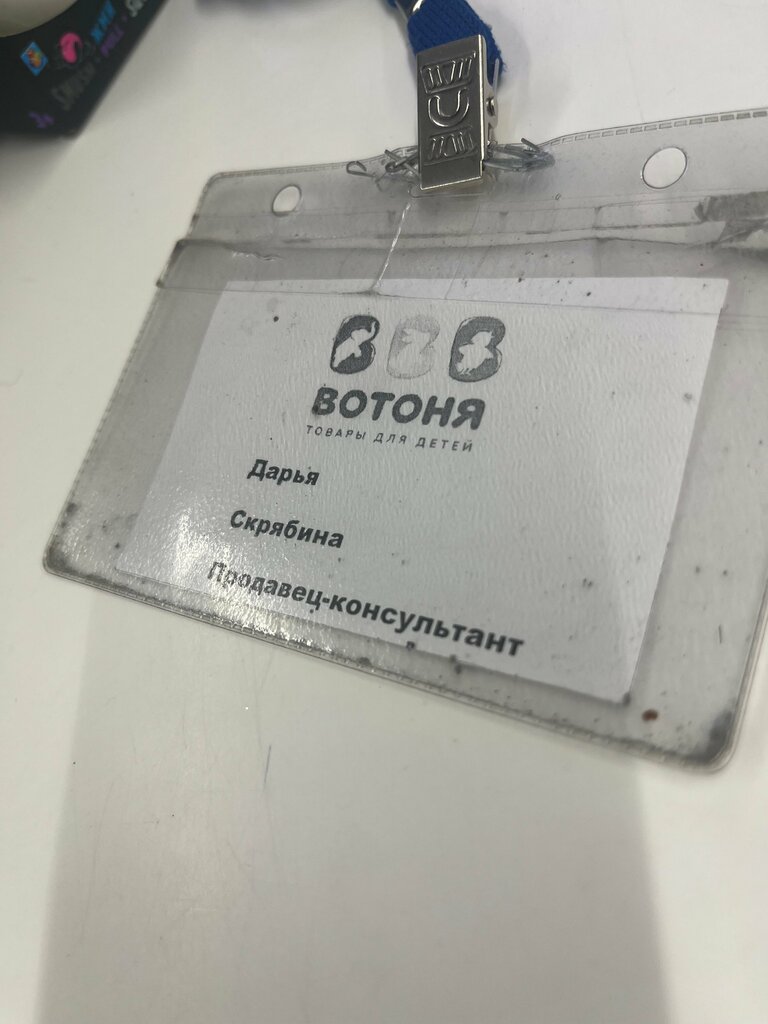 ВОТОНЯ
ТОВАРЫ ДЛЯ ДЕТЕЙ
Дарья
Скрябина
Продавец-консультант